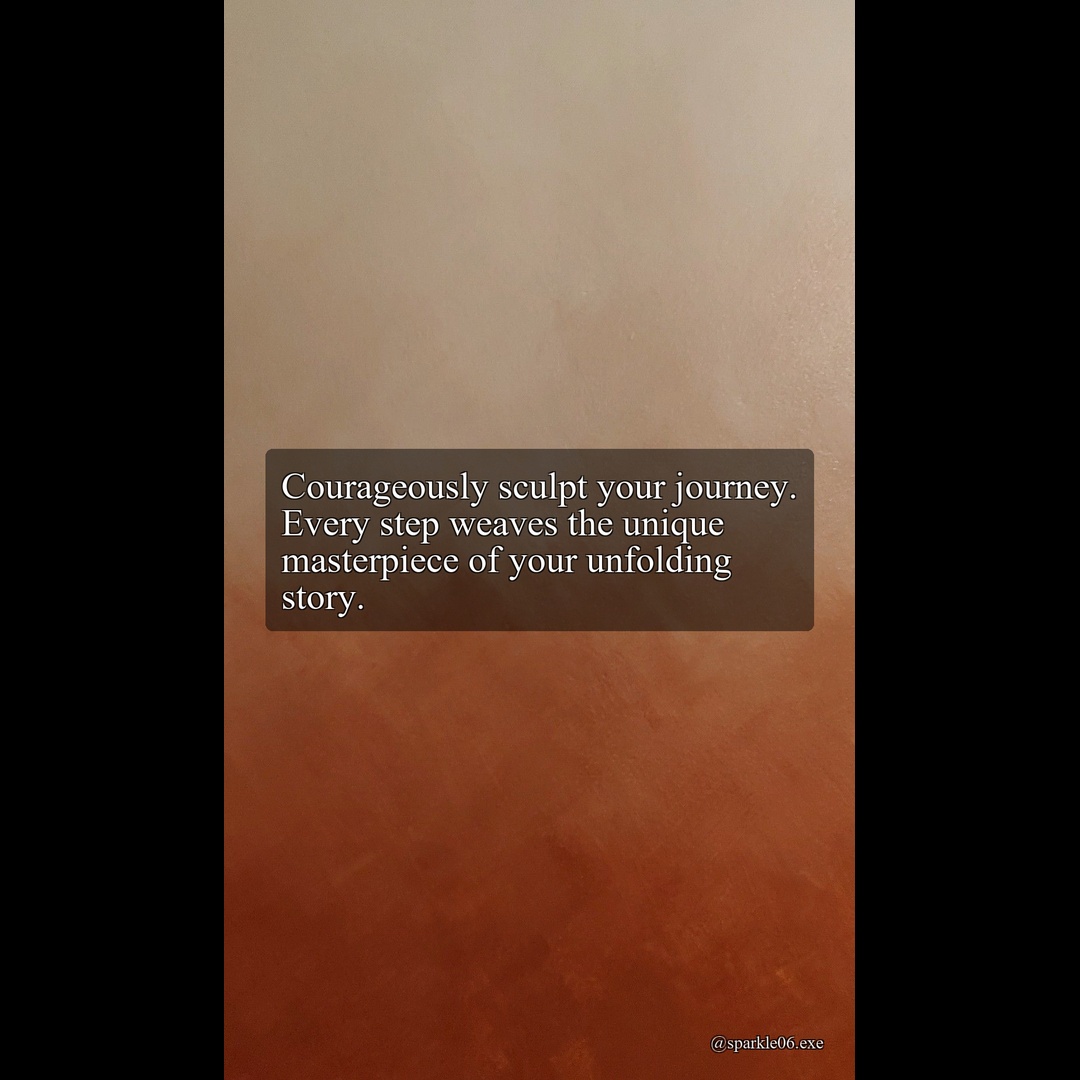 Courageously sculpt your journey.
Every step weaves the unique
masterpiece of your unfolding
story.
@sparkle06.exe